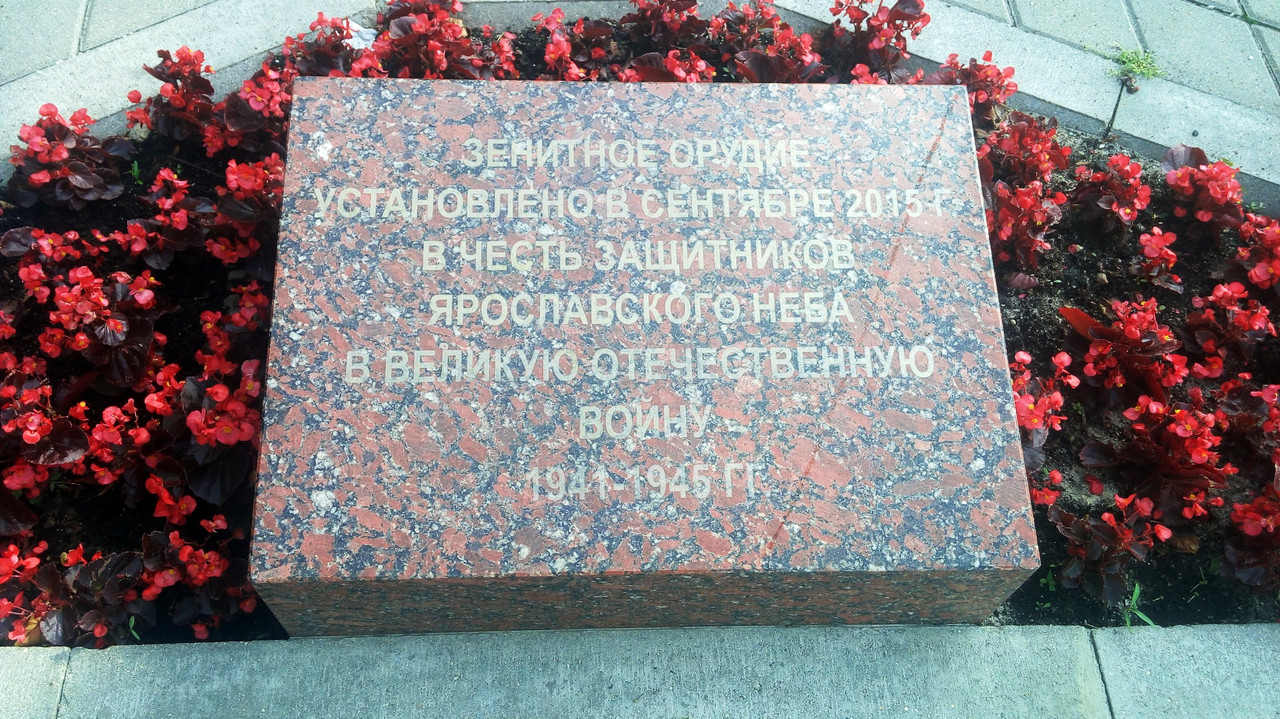 ЗЕНИТНОЕ ОРУДИЕ
УСТАНОВЛЕНО В СЕНТЯБРЕ 2015 Г.
В ЧЕСТЬ ЗАЩИТНИКОВ
ЯРОСЛАВСКОГО НЕБА
В ВЕЛИКУЮ ОТЕЧЕСТВЕННУЮ
ВОЙНУ
1941-1945 ГГ.